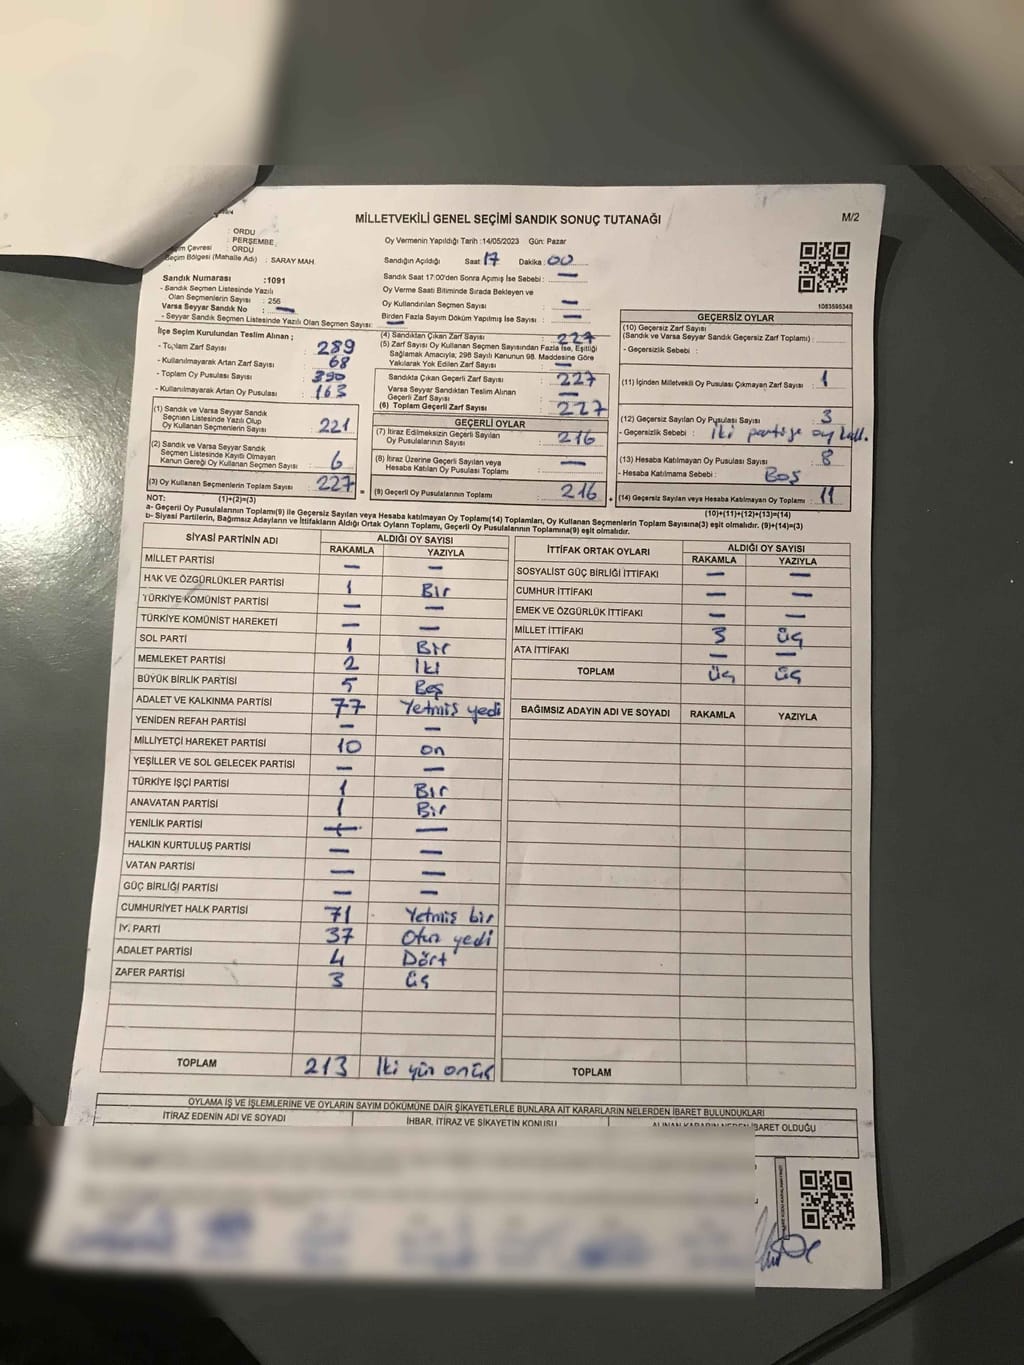 MİLLETVEKİLİ GENEL SEÇİMİ SANDIK SONUÇ TUTANAĞI
M/2
: ORDU
: PERŞEMBE
Seçim Çevresi : ORDU
Seçim Bölgesi (Mahalle Adı) : SARAY MAH.
Oy Vermenin Yapıldığı Tarih :14/05/2023 Gün: Pazar
Sandığın Açıldığı Saat 17 Dakika : 00
Sandık Saat 17:00'den Sonra Açılmış İse Sebebi : —
Oy Verme Saati Bitiminde Sırada Bekleyen ve
Oy Kullandırılan Seçmen Sayısı : —
Birden Fazla Sayım Döküm Yapılmış İse Sayısı : —
1083595348
Sandık Numarası :1091
- Sandık Seçmen Listesinde Yazılı
Olan Seçmenlerin Sayısı : 256
Varsa Seyyar Sandık No : —
- Seyyar Sandık Seçmen Listesinde Yazılı Olan Seçmen Sayısı: —
İlçe Seçim Kurulundan Teslim Alınan ;
- Toplam Zarf Sayısı : 289
- Kullanılmayarak Artan Zarf Sayısı : 68
- Toplam Oy Pusulası Sayısı : 390
- Kullanılmayarak Artan Oy Pusulası : 163
(1) Sandık ve Varsa Seyyar Sandık
Seçmen Listesinde Yazılı Olup
Oy Kullanan Seçmenlerin Sayısı : 221
(2) Sandık ve Varsa Seyyar Sandık
Seçmen Listesinde Kayıtlı Olmayan
Kanun Gereği Oy Kullanan Seçmen Sayısı : 6
(3) Oy Kullanan Seçmenlerin Toplam Sayısı : 227
(1)+(2)=(3)
(4) Sandıktan Çıkan Zarf Sayısı : 227
(5) Zarf Sayısı Oy Kullanan Seçmen Sayısından Fazla İse, Eşitliği
Sağlamak Amacıyla; 298 Sayılı Kanunun 98. Maddesine Göre
Yakılarak Yok Edilen Zarf Sayısı : —
Sandıkta Çıkan Geçerli Zarf Sayısı : 227
Varsa Seyyar Sandıktan Teslim Alınan
Geçerli Zarf Sayısı : —
(6) Toplam Geçerli Zarf Sayısı : 227
GEÇERLİ OYLAR
(7) İtiraz Edilmeksizin Geçerli Sayılan
Oy Pusulalarının Sayısı : 216
(8) İtiraz Üzerine Geçerli Sayılan veya
Hesaba Katılan Oy Pusulası Toplamı : —
(9) Geçerli Oy Pusulalarının Toplamı : 216
GEÇERSİZ OYLAR
(10) Geçersiz Zarf Sayısı
(Sandık ve Varsa Seyyar Sandık Geçersiz Zarf Toplamı) :
- Geçersizlik Sebebi :
(11) İçinden Milletvekili Oy Pusulası Çıkmayan Zarf Sayısı : 1
(12) Geçersiz Sayılan Oy Pusulası Sayısı : 3
- Geçersizlik Sebebi : İki partiye oy kull.
(13) Hesaba Katılmayan Oy Pusulası Sayısı : 8
- Hesaba Katılmama Sebebi : Boş
(14) Geçersiz Sayılan veya Hesaba Katılmayan Oy Toplamı : 11
(10)+(11)+(12)+(13)=(14)
NOT:
a- Geçerli Oy Pusulalarının Toplamı(9) ile Geçersiz Sayılan veya Hesaba Katılmayan Oy Toplamı(14) Toplamları, Oy Kullanan Seçmenlerin Toplam Sayısına(3) eşit olmalıdır. (9)+(14)=(3)
b- Siyasi Partilerin, Bağımsız Adayların ve İttifakların Aldığı Ortak Oyların Toplamı, Geçerli Oy Pusulalarının Toplamına(9) eşit olmalıdır.
SİYASİ PARTİNİN ADI ALDIĞI OY SAYISI
RAKAMLA YAZIYLA
MİLLET PARTİSİ — —
HAK VE ÖZGÜRLÜKLER PARTİSİ 1 Bir
TÜRKİYE KOMÜNİST PARTİSİ — —
TÜRKİYE KOMÜNİST HAREKETİ — —
SOL PARTİ 1 Bir
MEMLEKET PARTİSİ 2 İki
BÜYÜK BİRLİK PARTİSİ 5 Beş
ADALET VE KALKINMA PARTİSİ 77 Yetmiş yedi
YENİDEN REFAH PARTİSİ — —
MİLLİYETÇİ HAREKET PARTİSİ 10 on
YEŞİLLER VE SOL GELECEK PARTİSİ — —
TÜRKİYE İŞÇİ PARTİSİ 1 Bir
ANAVATAN PARTİSİ 1 Bir
YENİLİK PARTİSİ — —
HALKIN KURTULUŞ PARTİSİ — —
VATAN PARTİSİ — —
GÜÇ BİRLİĞİ PARTİSİ — —
CUMHURİYET HALK PARTİSİ 71 Yetmiş bir
İYİ PARTİ 37 Otuz yedi
ADALET PARTİSİ 4 Dört
ZAFER PARTİSİ 3 üç
TOPLAM 213 İki yüz onüç
İTTİFAK ORTAK OYLARI ALDIĞI OY SAYISI
RAKAMLA YAZIYLA
SOSYALİST GÜÇ BİRLİĞİ İTTİFAKI — —
CUMHUR İTTİFAKI — —
EMEK VE ÖZGÜRLÜK İTTİFAKI — —
MİLLET İTTİFAKI 3 üç
ATA İTTİFAKI — —
TOPLAM üç üç
BAĞIMSIZ ADAYIN ADI VE SOYADI RAKAMLA YAZIYLA
TOPLAM
OYLAMA İŞ VE İŞLEMLERİNE VE OYLARIN SAYIM DÖKÜMÜNE DAİR ŞİKAYETLERLE BUNLARA AİT KARARLARIN NELERDEN İBARET BULUNDUKLARI
İTİRAZ EDENİN ADI VE SOYADI İHBAR, İTİRAZ VE ŞİKAYETİN KONUSU ALINAN KARARIN NEDEN İBARET OLDUĞU